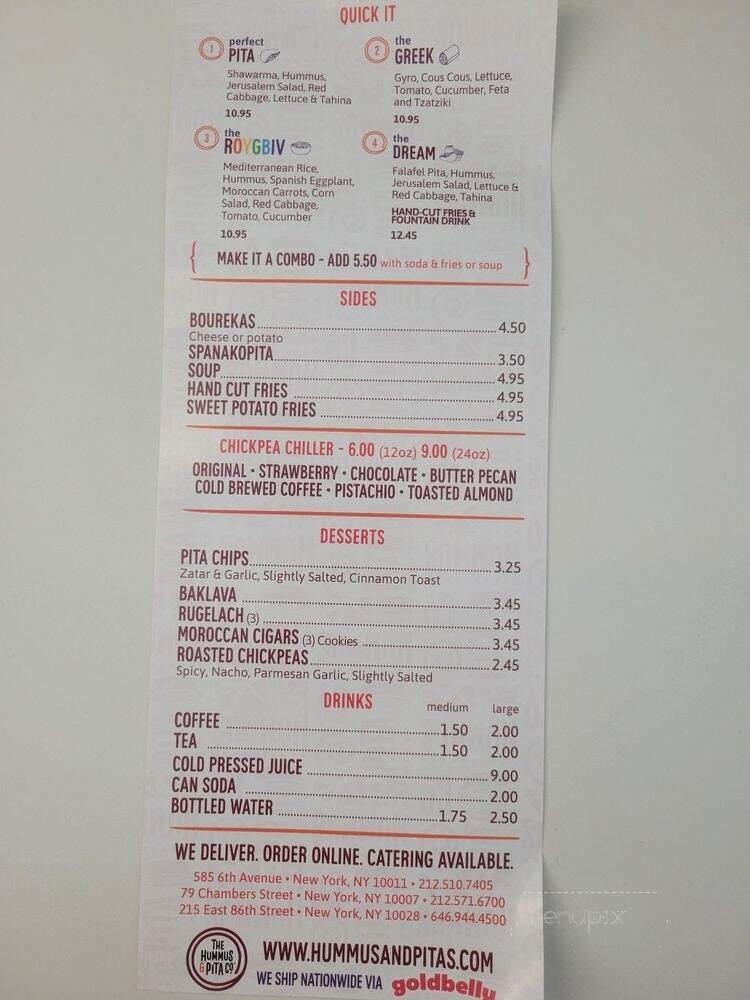 QUICK IT
1 perfect
PITA
Shawarma, Hummus,
Jerusalem Salad, Red
Cabbage, Lettuce & Tahina
10.95
2 the
GREEK
Gyro, Cous Cous, Lettuce,
Tomato, Cucumber, Feta
and Tzatziki
10.95
3 the
ROYGBIV
Mediterranean Rice,
Hummus, Spanish Eggplant,
Moroccan Carrots, Corn
Salad, Red Cabbage,
Tomato, Cucumber
10.95
4 the
DREAM
Falafel Pita, Hummus,
Jerusalem Salad, Lettuce &
Red Cabbage, Tahina
HAND-CUT FRIES &
FOUNTAIN DRINK
12.45
{ MAKE IT A COMBO - ADD 5.50 with soda & fries or soup }
SIDES
BOUREKAS 4.50
Cheese or potato
SPANAKOPITA 3.50
SOUP 4.95
HAND CUT FRIES 4.95
SWEET POTATO FRIES 4.95
CHICKPEA CHILLER - 6.00 (12oz) 9.00 (24oz)
ORIGINAL • STRAWBERRY • CHOCOLATE • BUTTER PECAN
COLD BREWED COFFEE • PISTACHIO • TOASTED ALMOND
DESSERTS
PITA CHIPS 3.25
Zatar & Garlic, Slightly Salted, Cinnamon Toast
BAKLAVA 3.45
RUGELACH (3) 3.45
MOROCCAN CIGARS (3) Cookies 3.45
ROASTED CHICKPEAS 2.45
Spicy, Nacho, Parmesan Garlic, Slightly Salted
DRINKS medium large
COFFEE 1.50 2.00
TEA 1.50 2.00
COLD PRESSED JUICE 9.00
CAN SODA 2.00
BOTTLED WATER 1.75 2.50
WE DELIVER. ORDER ONLINE. CATERING AVAILABLE.
585 6th Avenue • New York, NY 10011 • 212.510.7405
79 Chambers Street • New York, NY 10007 • 212.571.6700
215 East 86th Street • New York, NY 10028 • 646.944.4500
menupix
THE
HUMMUS
& PITA CO
WWW.HUMMUSANDPITAS.COM
WE SHIP NATIONWIDE VIA goldbelly